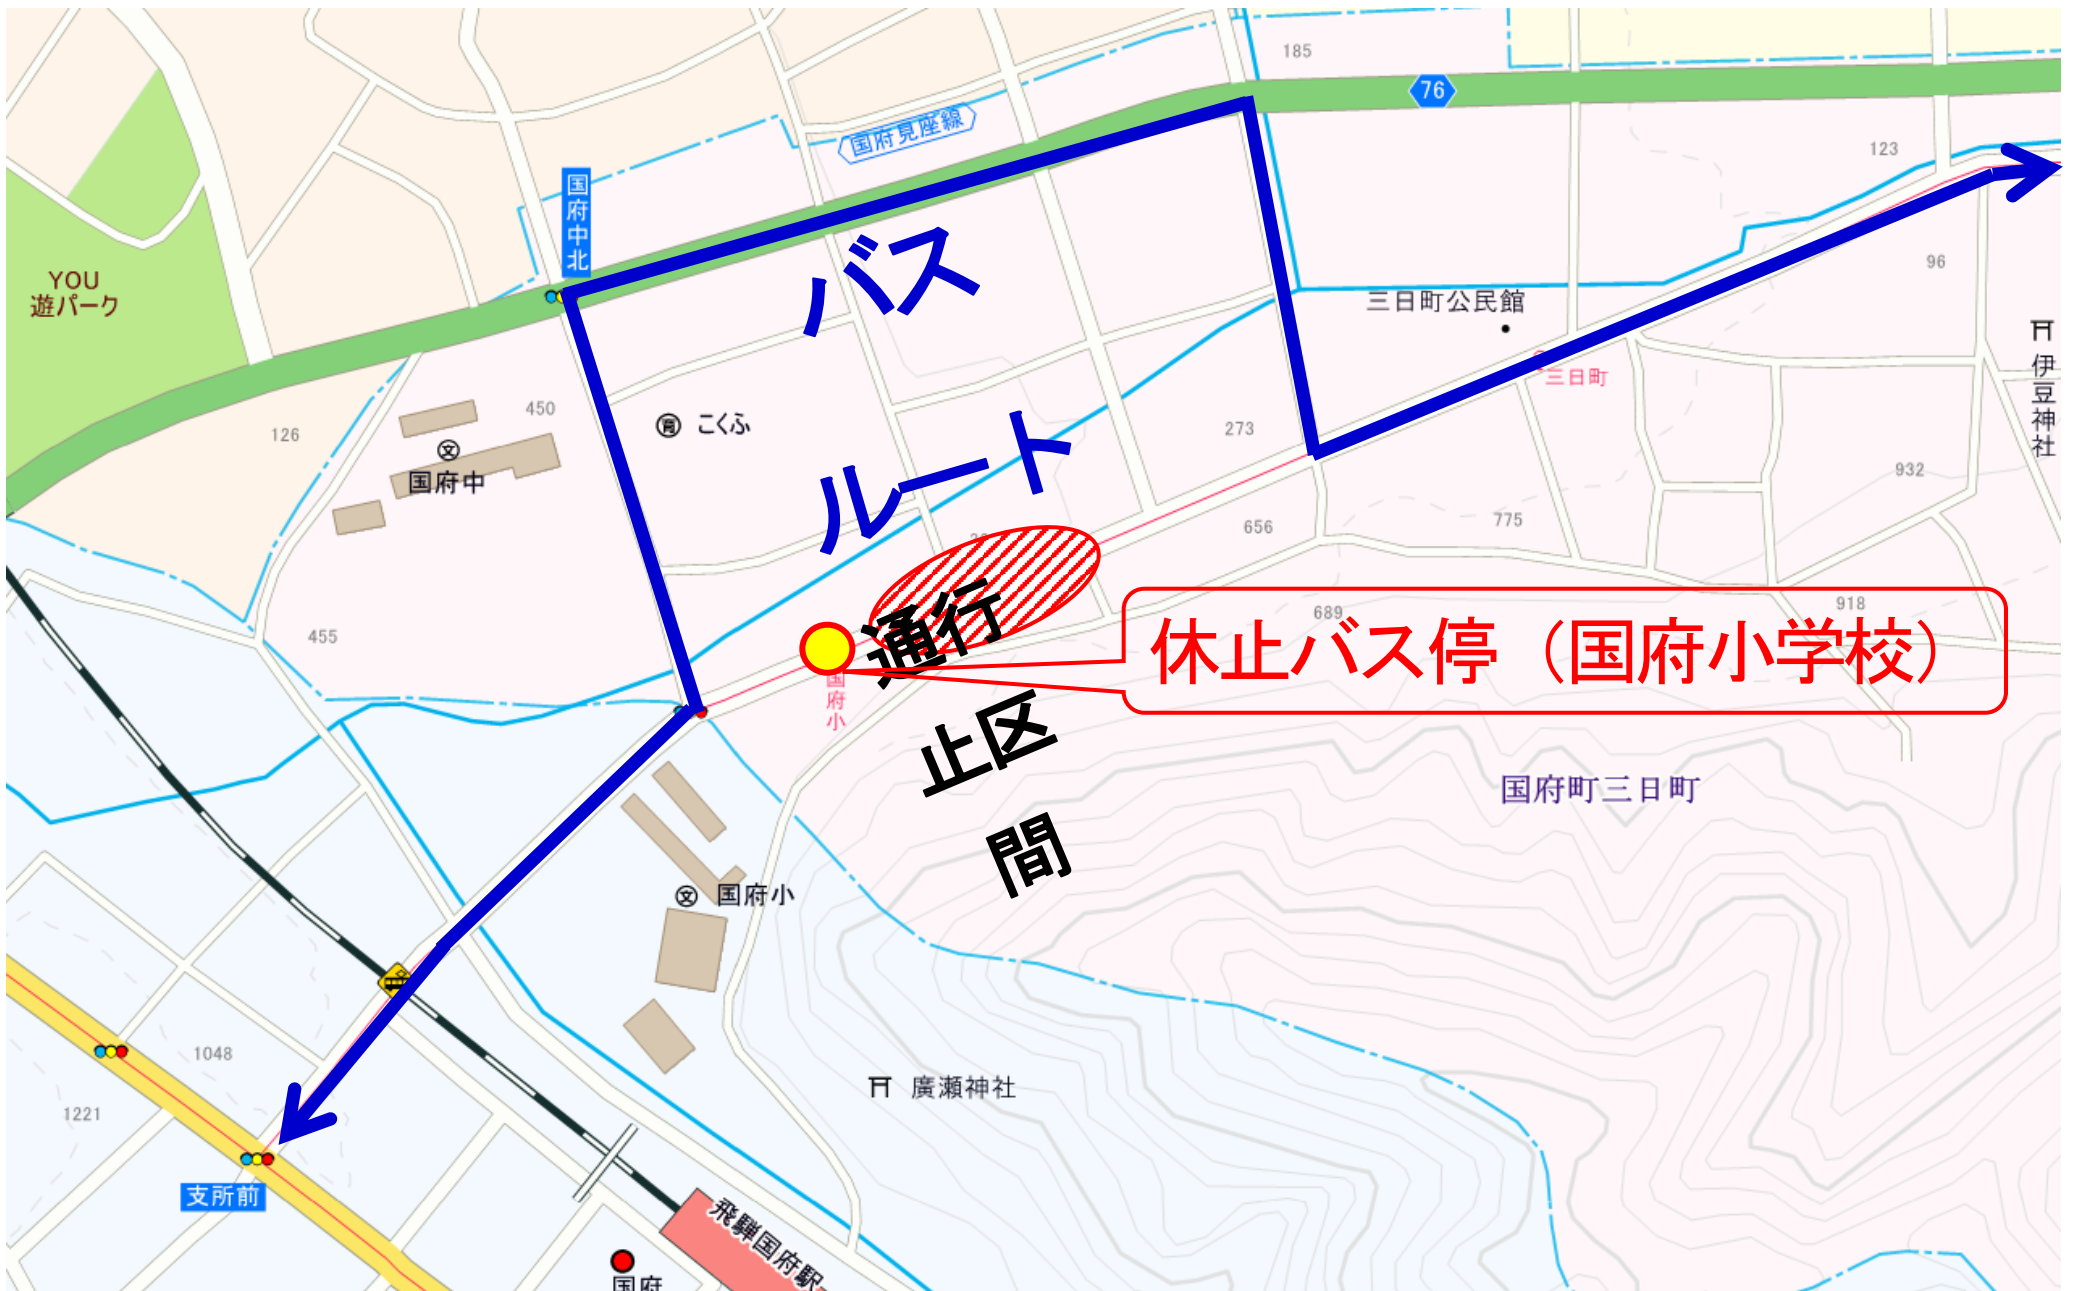 185
76
国府見座線
123
国府中北
バス
96
YOU
遊パーク
三日町公民館
伊豆神社
三日町
450
こくふ
273
126
ルート
932
国府中
775
656
689
918
455
通行
休止バス停（国府小学校）
国府小
止区
国府町三日町
間
国府小
1048
廣瀬神社
1221
支所前
飛騨国府駅
国府